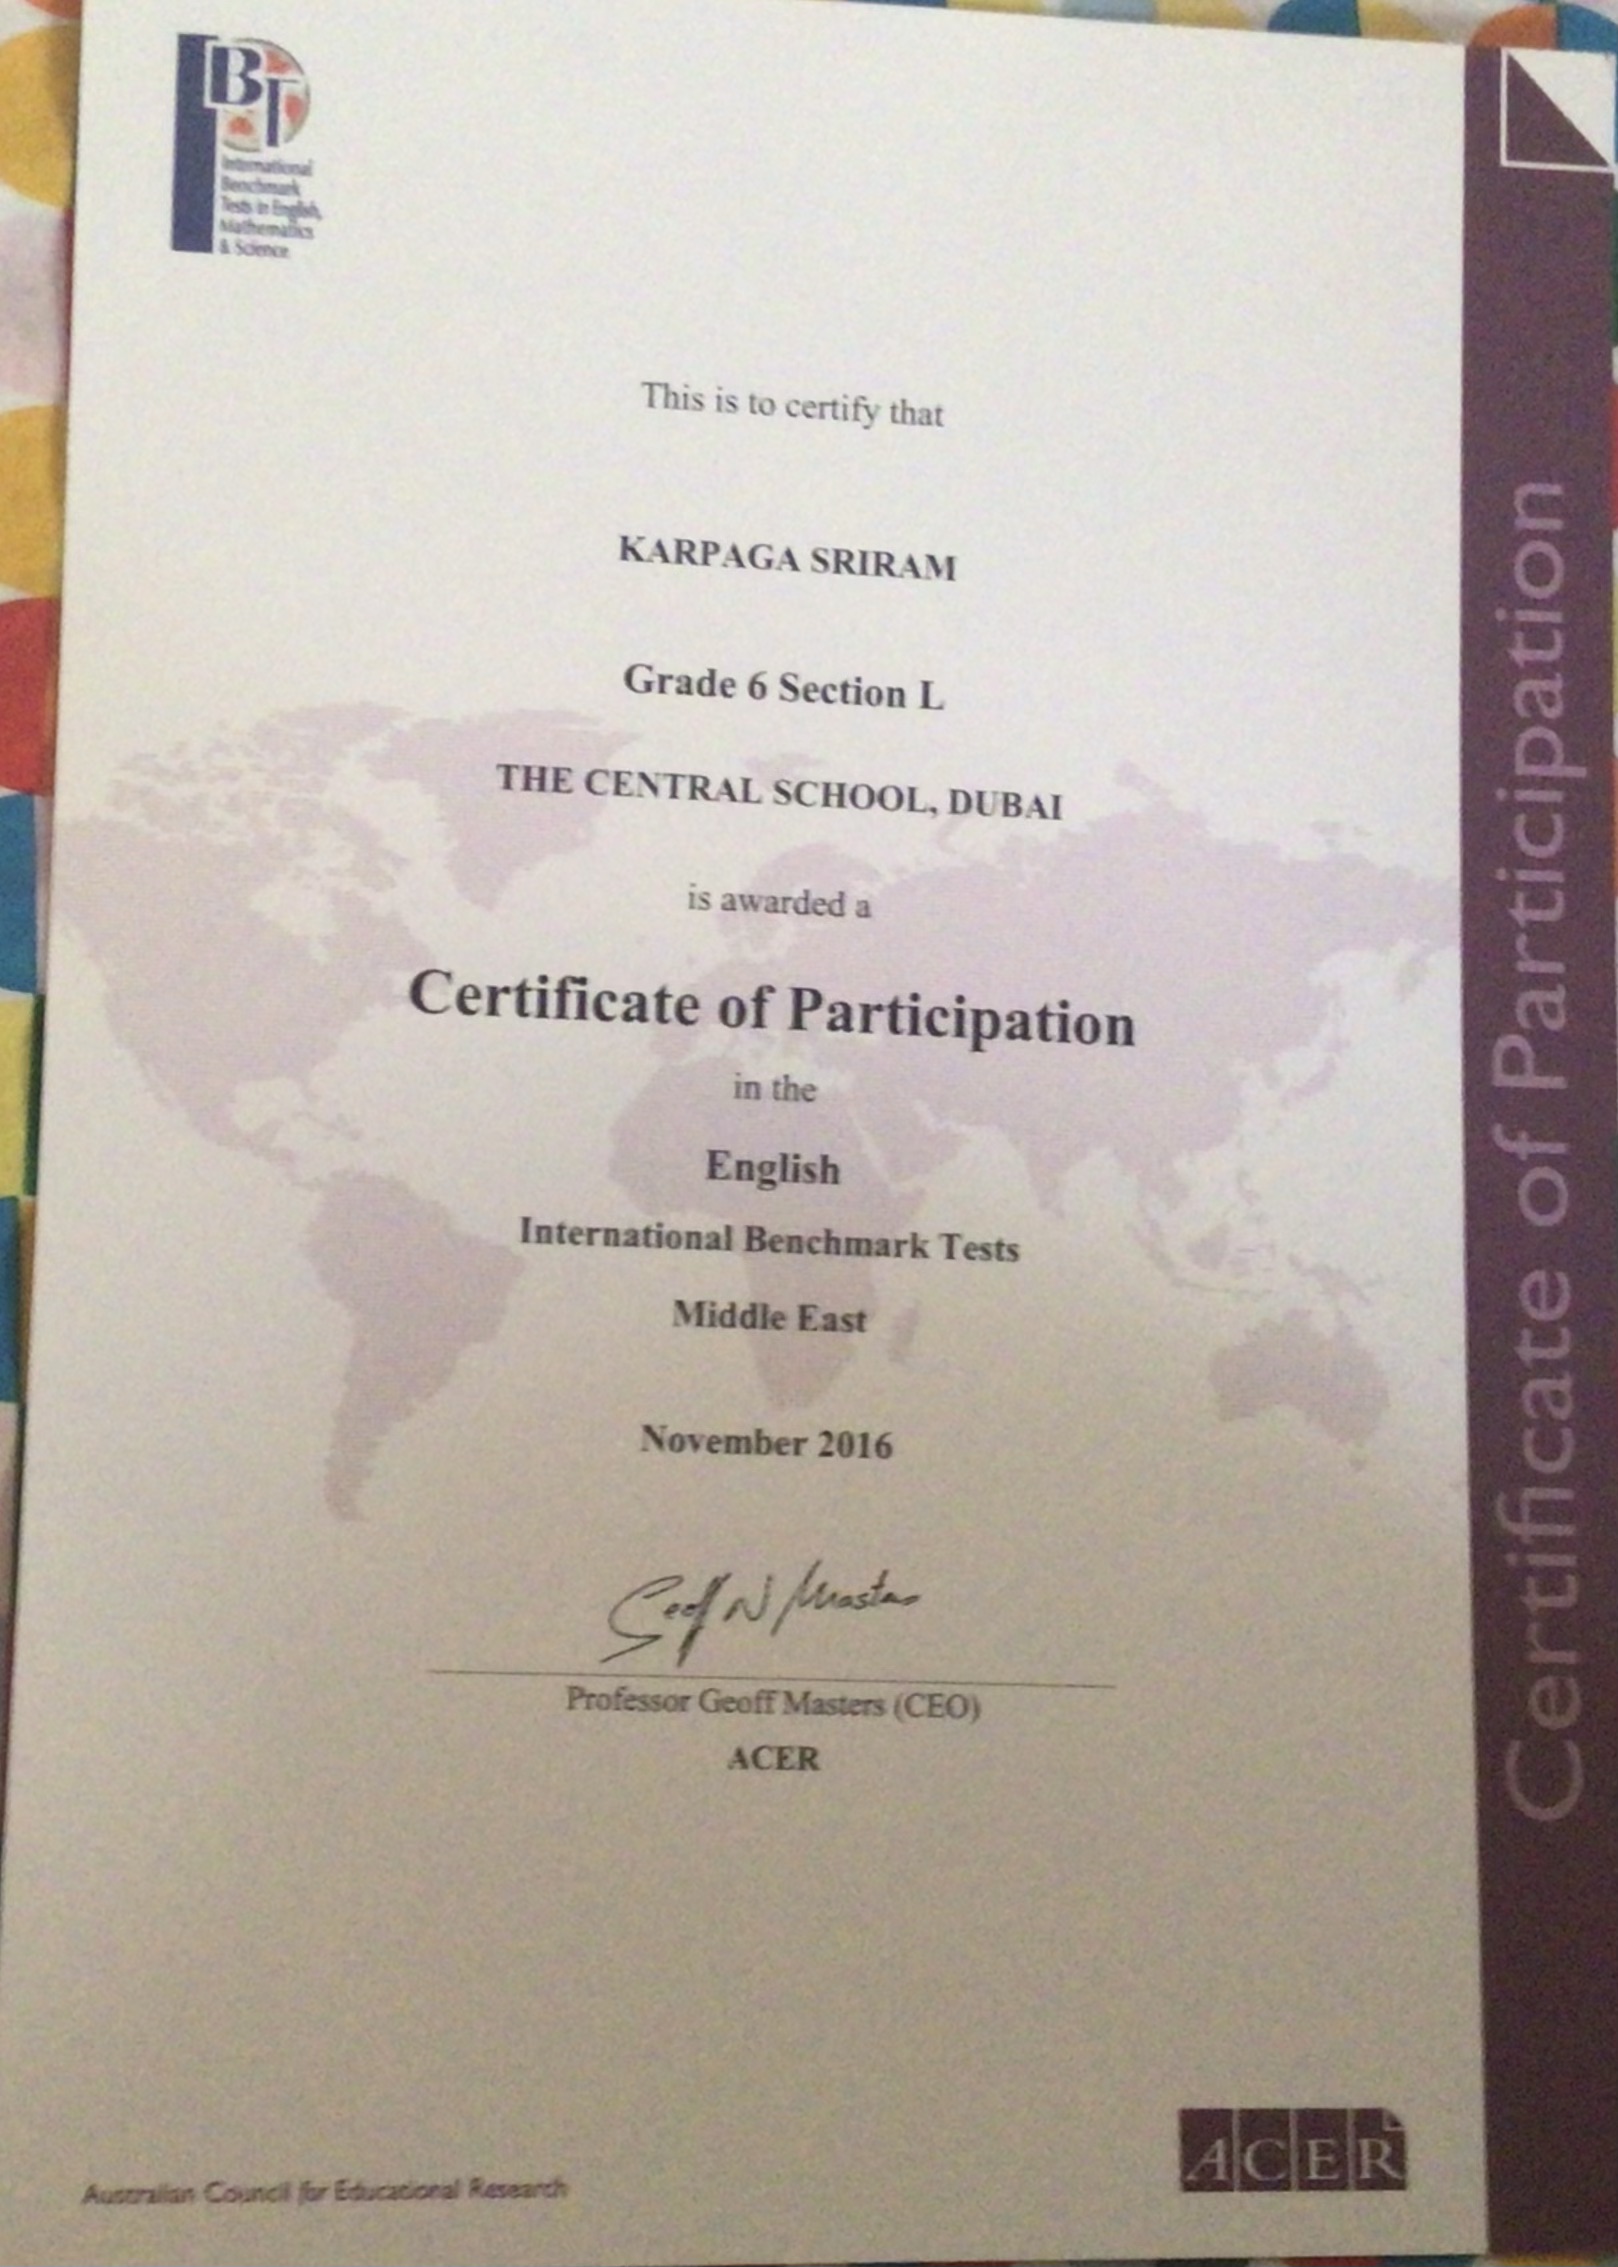 IBT
International
Benchmark
Tests in English,
Mathematics
& Science
This is to certify that
KARPAGA SRIRAM
Grade 6 Section L
THE CENTRAL SCHOOL, DUBAI
is awarded a
Certificate of Participation
in the
English
International Benchmark Tests
Middle East
November 2016
Geoff N Masters
Professor Geoff Masters (CEO)
ACER
Australian Council for Educational Research
ACER
Certificate of Participation